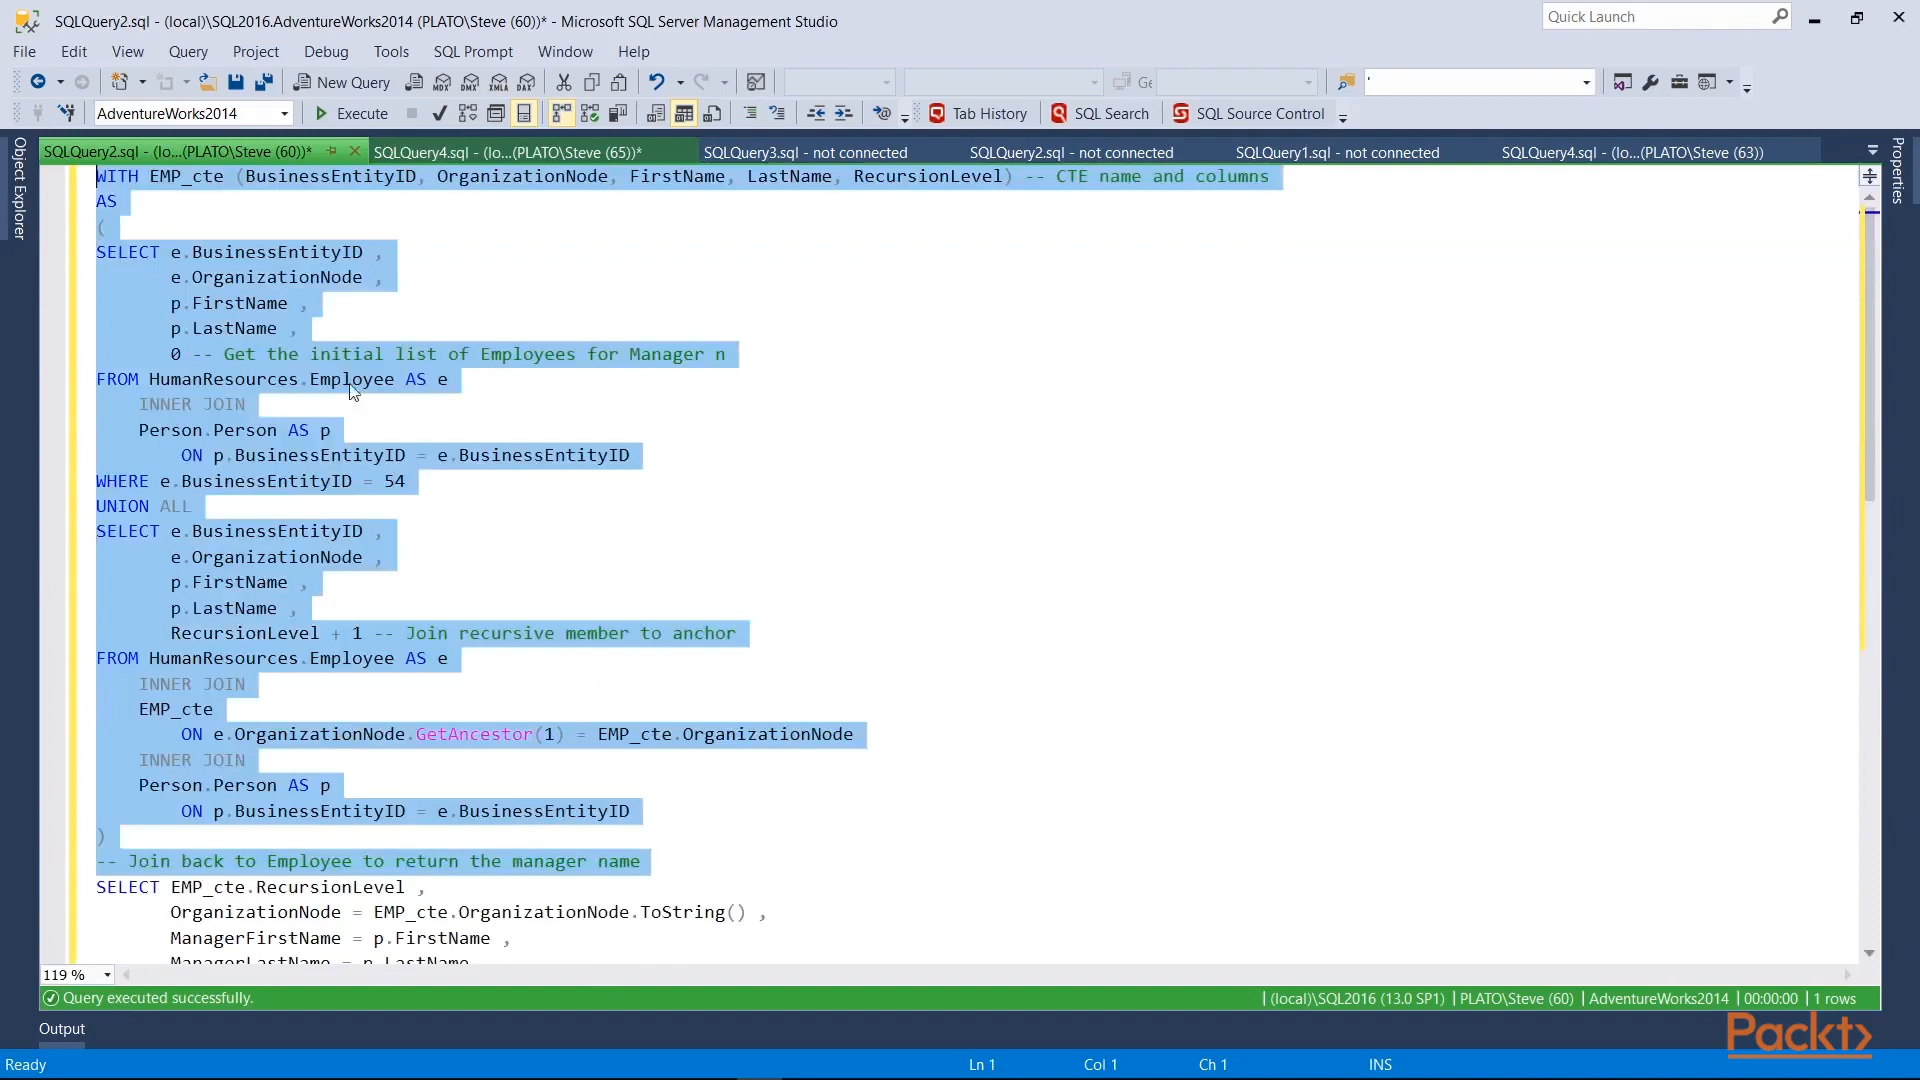 SQLQuery2.sql - (local)\SQL2016.AdventureWorks2014 (PLATO\Steve (60))* - Microsoft SQL Server Management Studio
Quick Launch
File Edit View Query Project Debug Tools SQL Prompt Window Help
New Query
MDX DMX XMLA DAX
Ge
'
AdventureWorks2014 Execute Tab History SQL Search SQL Source Control
SQLQuery2.sql - (lo...(PLATO\Steve (60))* SQLQuery4.sql - (lo...(PLATO\Steve (65))* SQLQuery3.sql - not connected SQLQuery2.sql - not connected SQLQuery1.sql - not connected SQLQuery4.sql - (lo...(PLATO\Steve (63))
Object Explorer
Properties
WITH EMP_cte (BusinessEntityID, OrganizationNode, FirstName, LastName, RecursionLevel) -- CTE name and columns
AS
(
SELECT e.BusinessEntityID ,
e.OrganizationNode ,
p.FirstName ,
p.LastName ,
0 -- Get the initial list of Employees for Manager n
FROM HumanResources.Employee AS e
INNER JOIN
Person.Person AS p
ON p.BusinessEntityID = e.BusinessEntityID
WHERE e.BusinessEntityID = 54
UNION ALL
SELECT e.BusinessEntityID ,
e.OrganizationNode ,
p.FirstName ,
p.LastName ,
RecursionLevel + 1 -- Join recursive member to anchor
FROM HumanResources.Employee AS e
INNER JOIN
EMP_cte
ON e.OrganizationNode.GetAncestor(1) = EMP_cte.OrganizationNode
INNER JOIN
Person.Person AS p
ON p.BusinessEntityID = e.BusinessEntityID
)
-- Join back to Employee to return the manager name
SELECT EMP_cte.RecursionLevel ,
OrganizationNode = EMP_cte.OrganizationNode.ToString() ,
ManagerFirstName = p.FirstName ,
ManagerLastName = p.LastName
119 %
Query executed successfully. (local)\SQL2016 (13.0 SP1) PLATO\Steve (60) AdventureWorks2014 00:00:00 1 rows
Output
Packt>
Ready Ln 1 Col 1 Ch 1 INS